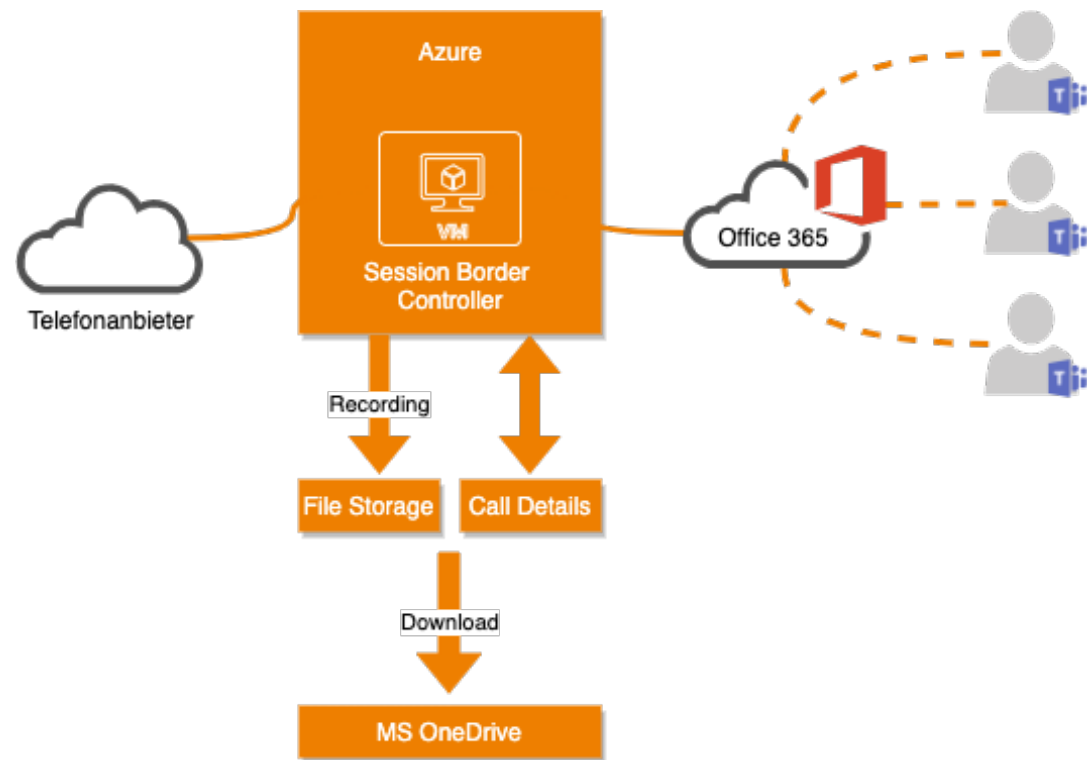 Azure
VM
Session Border
Controller
Telefonanbieter
Office 365
T
T
T
Recording
File Storage
Call Details
Download
MS OneDrive